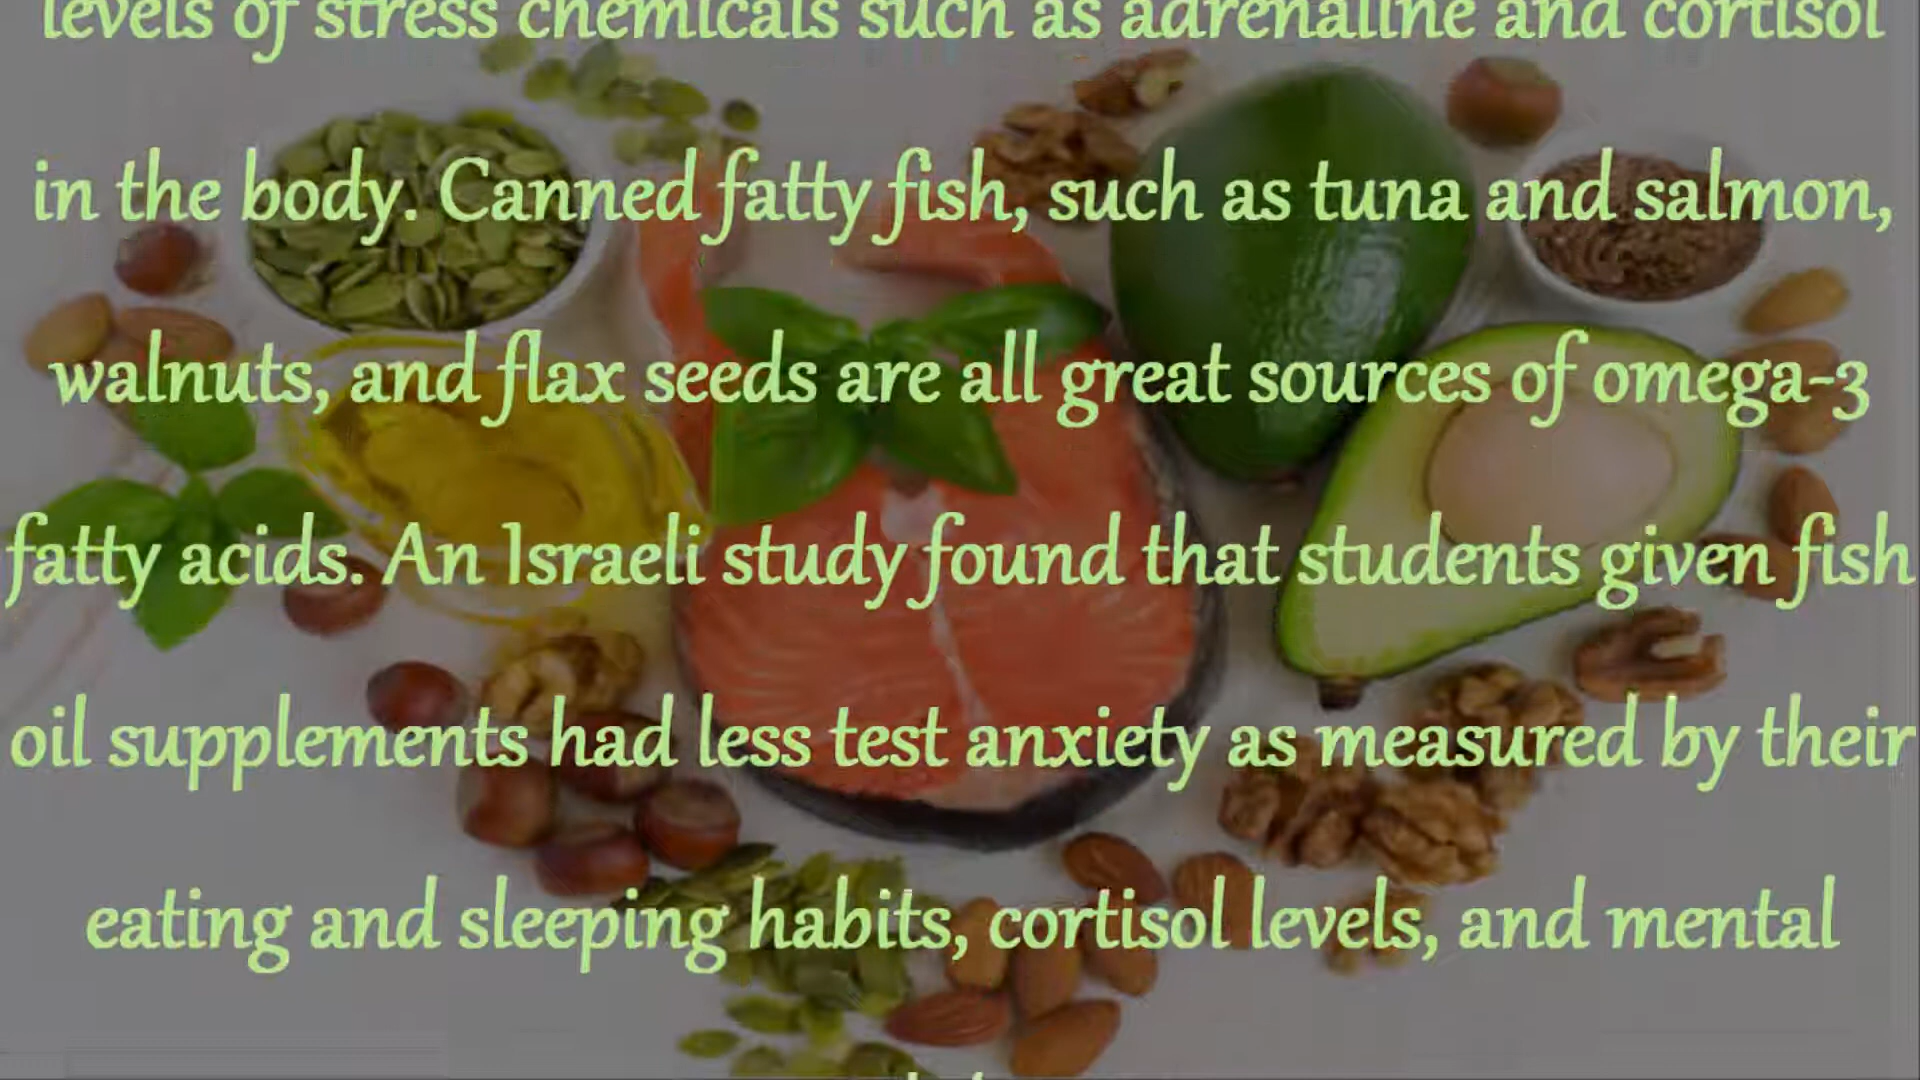 levels of stress chemicals such as adrenaline and cortisol
in the body. Canned fatty fish, such as tuna and salmon,
walnuts, and flax seeds are all great sources of omega-3
fatty acids. An Israeli study found that students given fish
oil supplements had less test anxiety as measured by their
eating and sleeping habits, cortisol levels, and mental